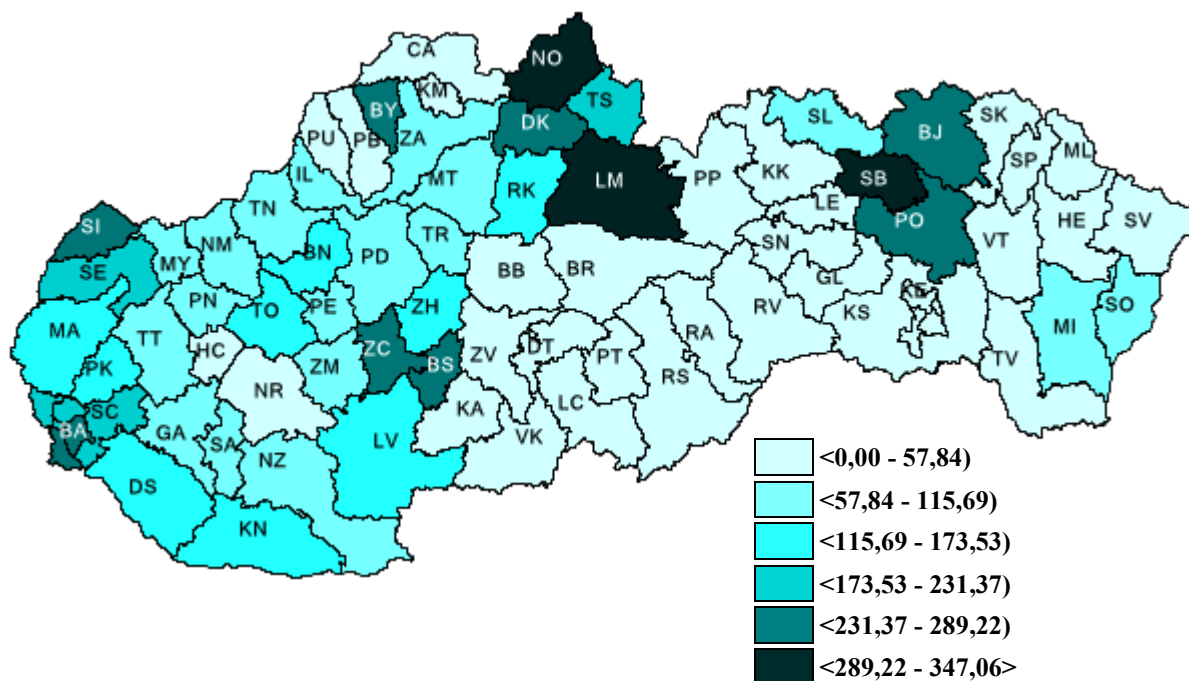 CA
NO
KM
BY
TS
DK
SL
BJ
SK
PU
PB
ZA
SP
ML
IL
MT
RK
LM
PP
KK
SB
LE
HE
SV
SI
TN
PO
NM
BN
PD
TR
BB
BR
SN
VT
SE
MY
GL
PN
PE
ZH
RV
KS
KE
SO
MA
TO
RA
MI
TT
HC
ZM
ZC
BS
ZV
DT
PT
TV
PK
NR
RS
SC
KA
LC
BA
GA
SA
LV
VK
NZ
DS
KN
<0,00 - 57,84)
<57,84 - 115,69)
<115,69 - 173,53)
<173,53 - 231,37)
<231,37 - 289,22)
<289,22 - 347,06>